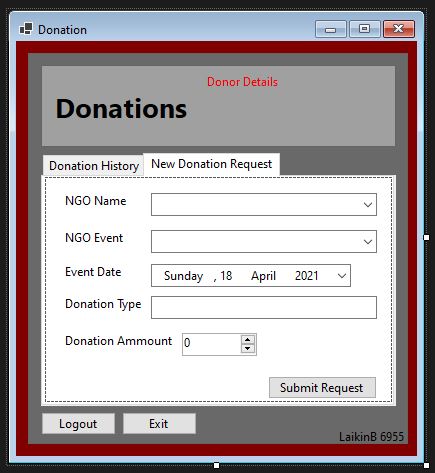 Donation
Donor Details
Donations
Donation History New Donation Request
NGO Name
NGO Event
Event Date Sunday , 18 April 2021
Donation Type
Donation Ammount 0
Submit Request
Logout Exit
LaikinB 6955